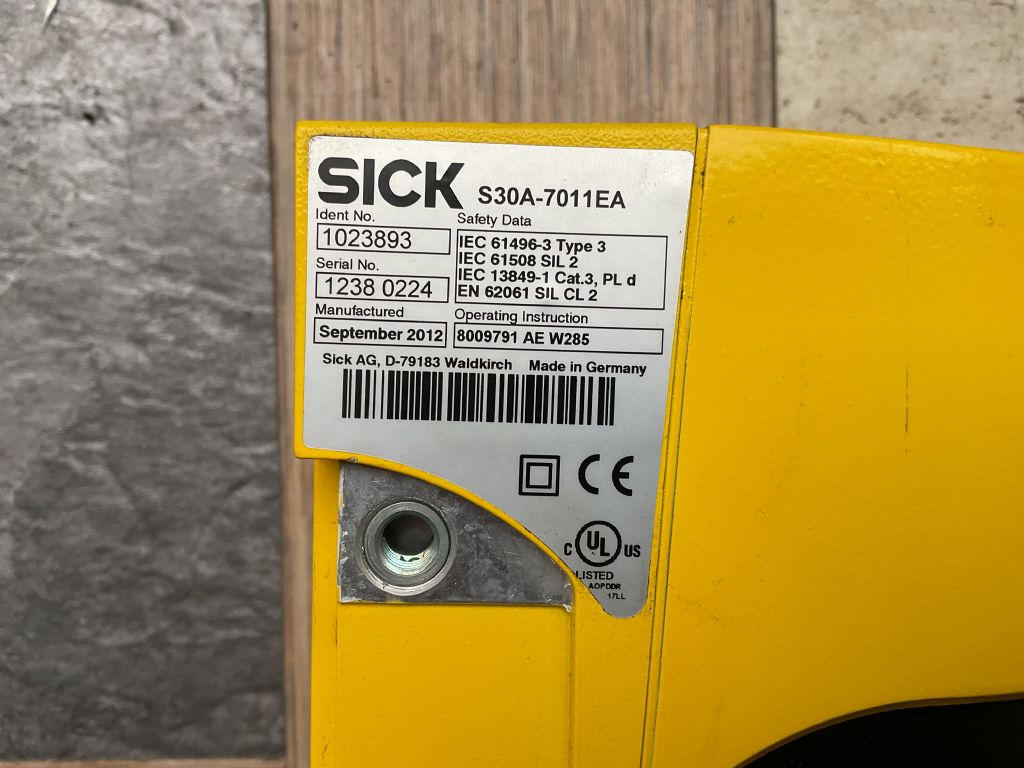 SICK S30A-7011EA
Ident No. Safety Data
1023893
IEC 61496-3 Type 3
IEC 61508 SIL 2
IEC 13849-1 Cat.3, PL d
EN 62061 SIL CL 2
Serial No.
1238 0224
Manufactured Operating Instruction
September 2012 8009791 AE W285
Sick AG, D-79183 Waldkirch Made in Germany
CE
C UL US
LISTED
AOPDDR
17LL